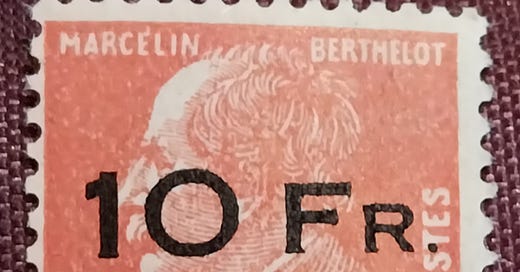 MARCELIN BERTHELOT
10 FR.
STES